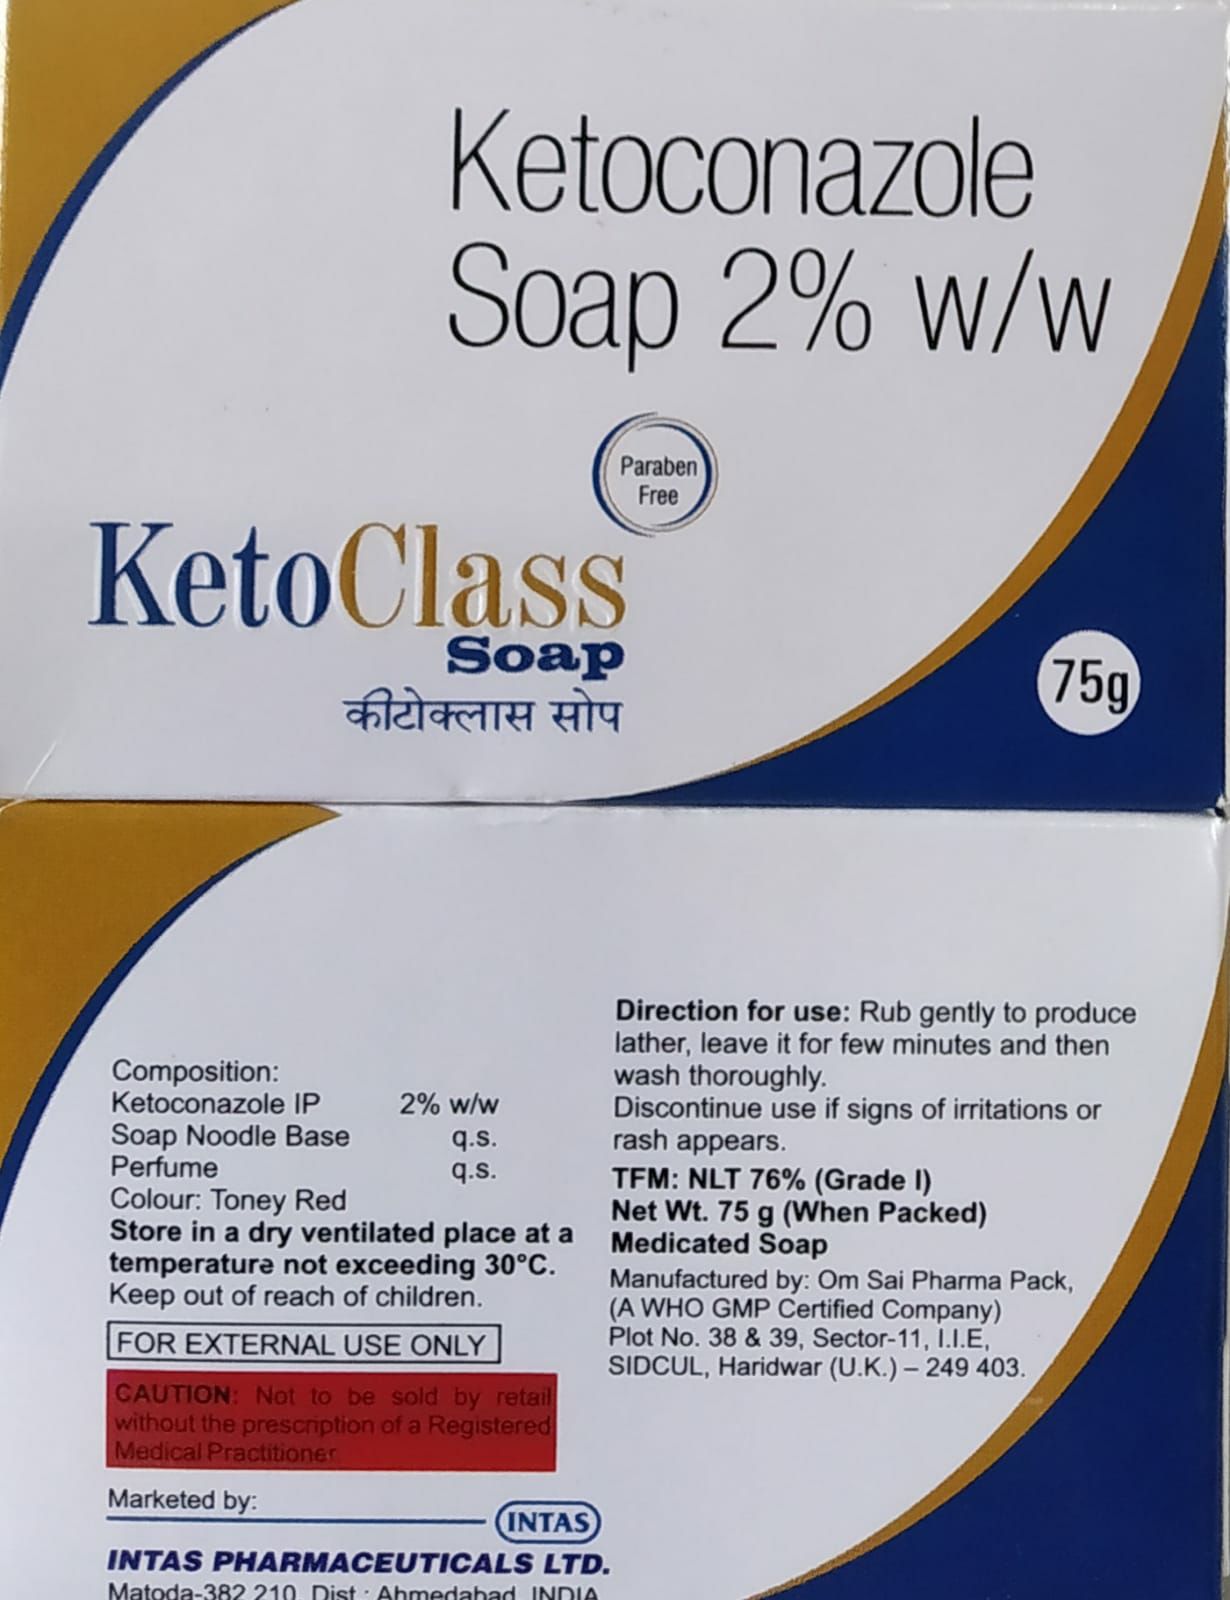 Ketoconazole
Soap 2% w/w
Paraben
Free
KetoClass
Soap
कीटोक्लास सोप
75g
Composition:
Ketoconazole IP 2% w/w
Soap Noodle Base q.s.
Perfume q.s.
Colour: Toney Red
Store in a dry ventilated place at a
temperature not exceeding 30°C.
Keep out of reach of children.
FOR EXTERNAL USE ONLY
CAUTION: Not to be sold by retail
without the prescription of a Registered
Medical Practitioner.
Marketed by:
INTAS
INTAS PHARMACEUTICALS LTD.
Matoda-382 210, Dist.: Ahmedabad, INDIA
Direction for use: Rub gently to produce
lather, leave it for few minutes and then
wash thoroughly.
Discontinue use if signs of irritations or
rash appears.
TFM: NLT 76% (Grade I)
Net Wt. 75 g (When Packed)
Medicated Soap
Manufactured by: Om Sai Pharma Pack,
(A WHO GMP Certified Company)
Plot No. 38 & 39, Sector-11, I.I.E,
SIDCUL, Haridwar (U.K.) – 249 403.